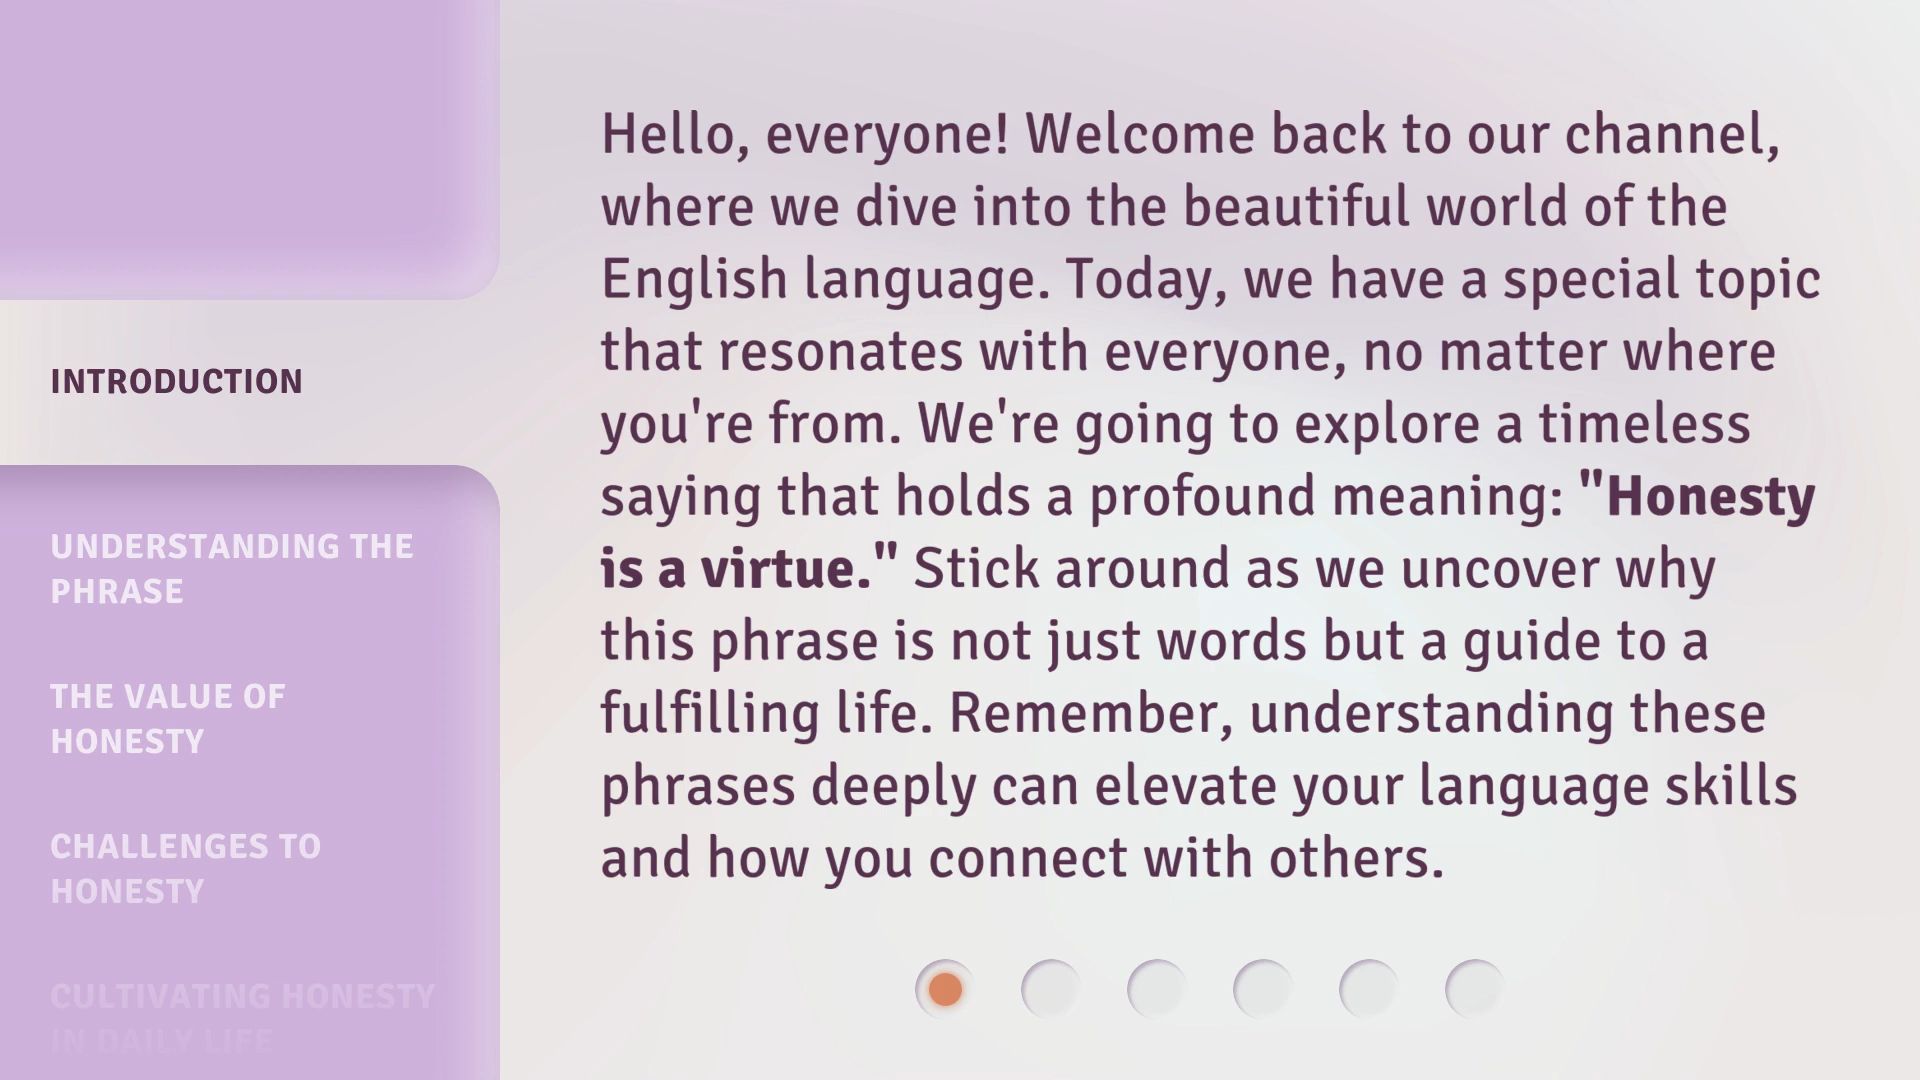 INTRODUCTION
UNDERSTANDING THE
PHRASE
THE VALUE OF
HONESTY
CHALLENGES TO
HONESTY
CULTIVATING HONESTY
IN DAILY LIFE
Hello, everyone! Welcome back to our channel,
where we dive into the beautiful world of the
English language. Today, we have a special topic
that resonates with everyone, no matter where
you're from. We're going to explore a timeless
saying that holds a profound meaning: "Honesty
is a virtue." Stick around as we uncover why
this phrase is not just words but a guide to a
fulfilling life. Remember, understanding these
phrases deeply can elevate your language skills
and how you connect with others.